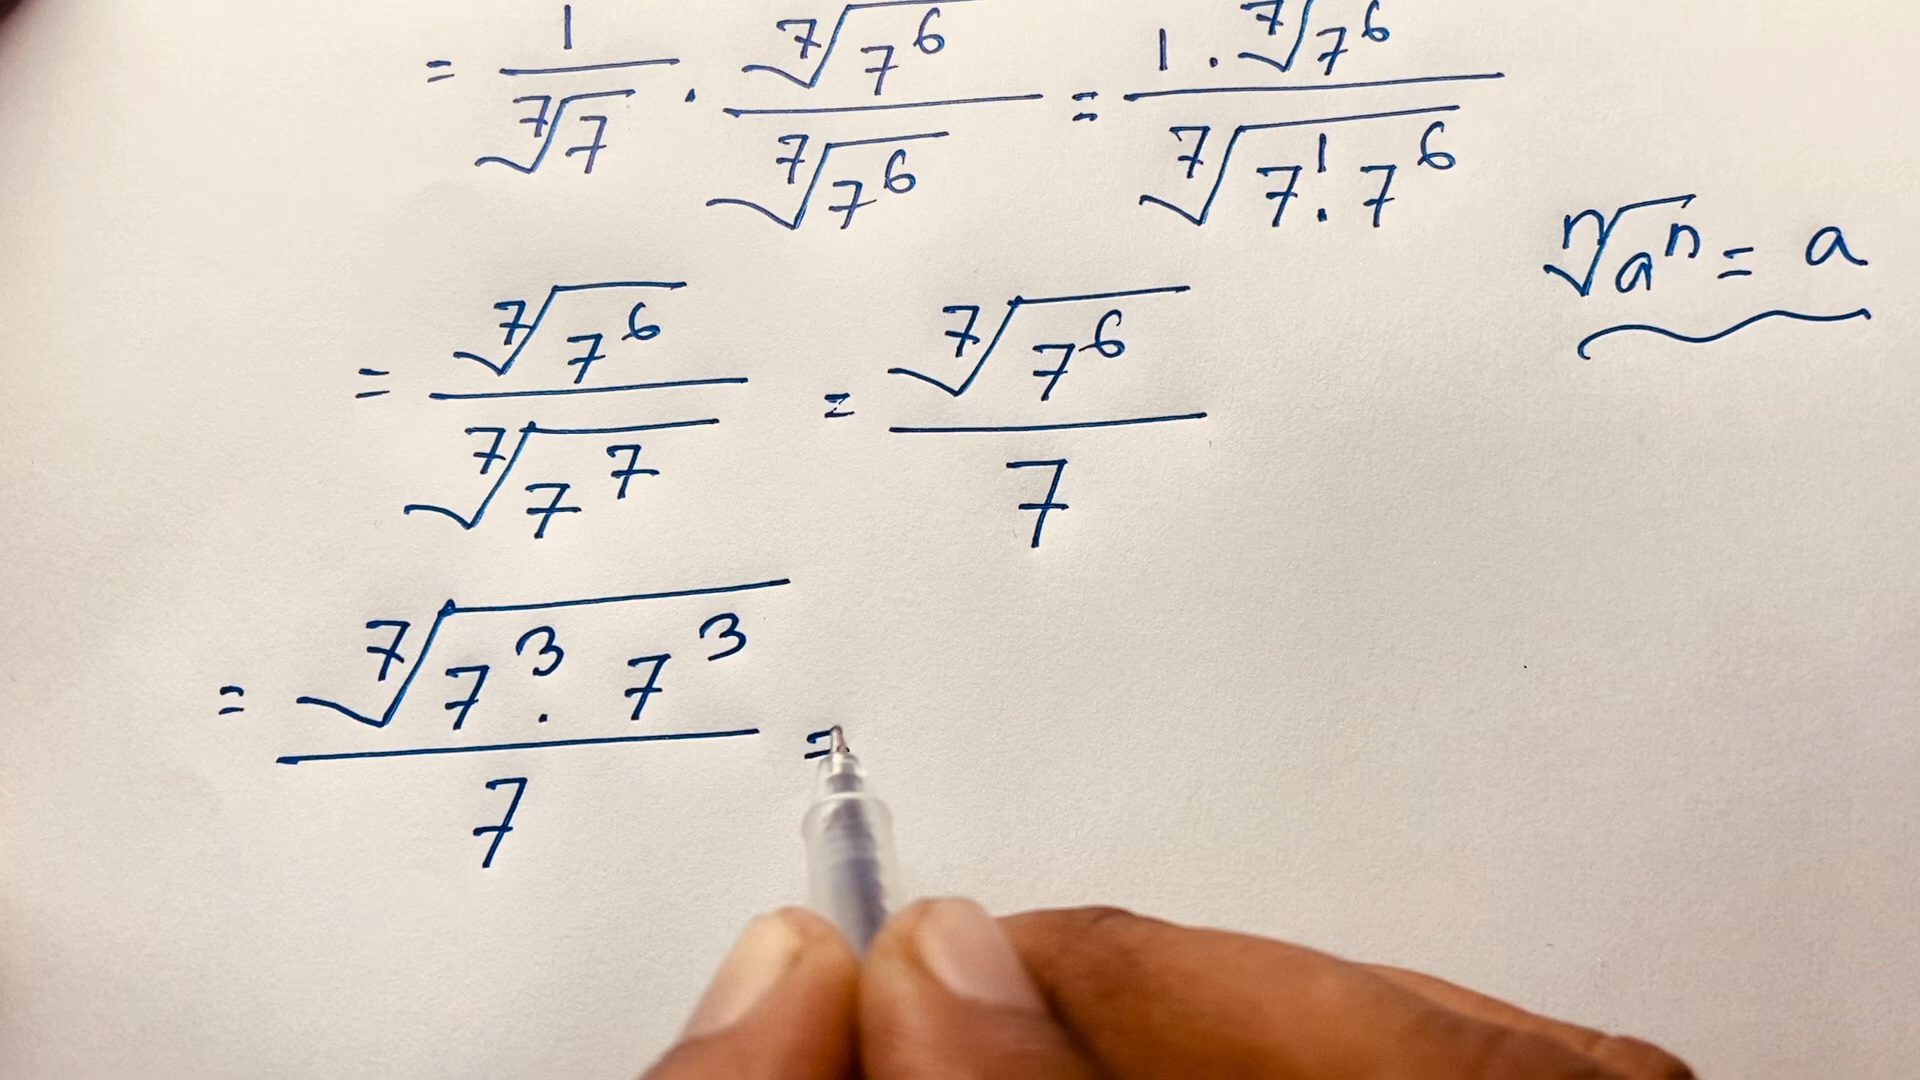 = 1/⁷√7 · ⁷√7⁶/⁷√7⁶ = 1 · ⁷√7⁶/⁷√7¹ · 7⁶
ⁿ√aⁿ = a
= ⁷√7⁶/⁷√7⁷ = ⁷√7⁶/7
= ⁷√7³ · 7³/7 =